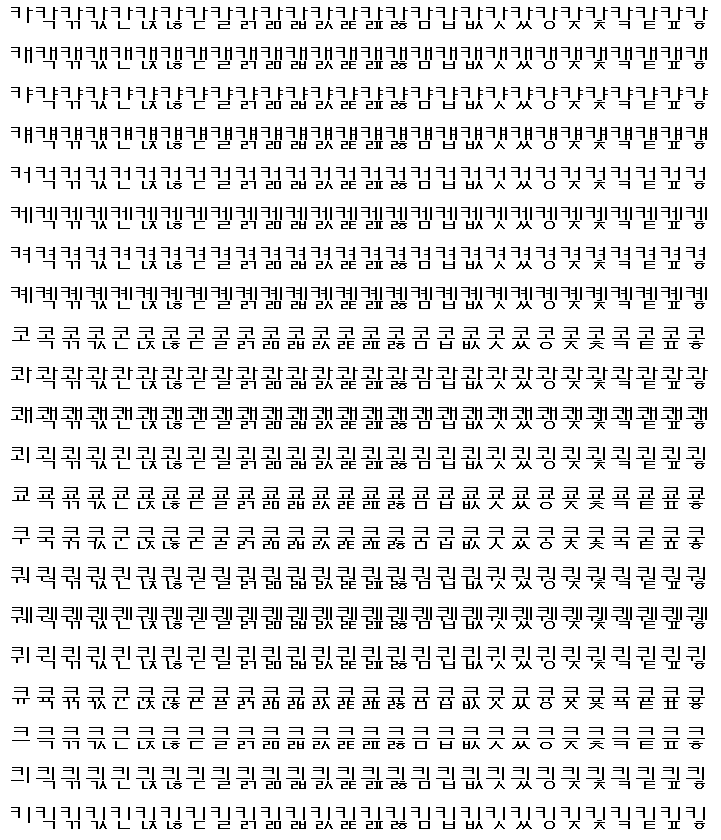 카칵칶칷칸칹칺칻칼칽칾칿캀캁캂캃캄캅캆캇캈캉캊캋캌캍캎캏
캐캑캒캓캔캕캖캗캘캙캚캛캜캝캞캟캠캡캢캣캤캥캦캧캨캩캪캫
캬캭캮캯캰캱캲캳캴캵캶캷캸캹캺캻캼캽캾캿컀컁컂컃컄컅컆컇
컈컉컊컋컌컍컎컏컐컑컒컓컔컕컖컗컘컙컚컛컜컝컞컟컠컡컢컣
커컥컦컧컨컩컪컫컬컭컮컯컰컱컲컳컴컵컶컷컸컹컺컻컼컽컾컿
케켁켂켃켄켅켆켇켈켉켊켋켌켍켎켏켐켑켒켓켔켕켖켗켘켙켚켛
켜켝켞켟켠켡켢켣켤켥켦켧켨켩켪켫켬켭켮켯켰켱켲켳켴켵켶켷
켸켹켺켻켼켽켾켿콀콁콂콃콄콅콆콇콈콉콊콋콌콍콎콏콐콑콒콓
코콕콖콗콘콙콚콛콜콝콞콟콠콡콢콣콤콥콦콧콨콩콪콫콬콭콮콯
콰콱콲콳콴콵콶콷콸콹콺콻콼콽콾콿쾀쾁쾂쾃쾄쾅쾆쾇쾈쾉쾊쾋
쾌쾍쾎쾏쾐쾑쾒쾓쾔쾕쾖쾗쾘쾙쾚쾛쾜쾝쾞쾟쾠쾡쾢쾣쾤쾥쾦쾧
쾨쾩쾪쾫쾬쾭쾮쾯쾰쾱쾲쾳쾴쾵쾶쾷쾸쾹쾺쾻쾼쾽쾾쾿쿀쿁쿂쿃
쿄쿅쿆쿇쿈쿉쿊쿋쿌쿍쿎쿏쿐쿑쿒쿓쿔쿕쿖쿗쿘쿙쿚쿛쿜쿝쿞쿟
쿠쿡쿢쿣쿤쿥쿦쿧쿨쿩쿪쿫쿬쿭쿮쿯쿰쿱쿲쿳쿴쿵쿶쿷쿸쿹쿺쿻
쿼쿽쿾쿿퀀퀁퀂퀃퀄퀅퀆퀇퀈퀉퀊퀋퀌퀍퀎퀏퀐퀑퀒퀓퀔퀕퀖퀗
퀘퀙퀚퀛퀜퀝퀞퀟퀠퀡퀢퀣퀤퀥퀦퀧퀨퀩퀪퀫퀬퀭퀮퀯퀰퀱퀲퀳
퀴퀵퀶퀷퀸퀹퀺퀻퀼퀽퀾퀿큀큁큂큃큄큅큆큇큈큉큊큋큌큍큎큏
큐큑큒큓큔큕큖큗큘큙큚큛큜큝큞큟큠큡큢큣큤큥큦큧큨큩큪큫
크큭큮큯큰큱큲큳클큵큶큷큸큹큺큻큼큽큾큿킀킁킂킃킄킅킆킇
킈킉킊킋킌킍킎킏킐킑킒킓킔킕킖킗킘킙킚킛킜킝킞킟킠킡킢킣
키킥킦킧킨킩킪킫킬킭킮킯킰킱킲킳킴킵킶킷킸킹킺킻킼킽킾킿